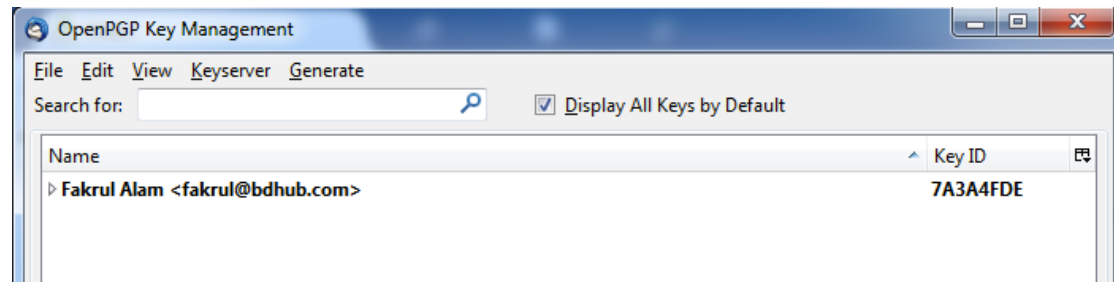 OpenPGP Key Management
File Edit View Keyserver Generate
Search for: Display All Keys by Default
Name Key ID
Fakrul Alam <fakrul@bdhub.com> 7A3A4FDE